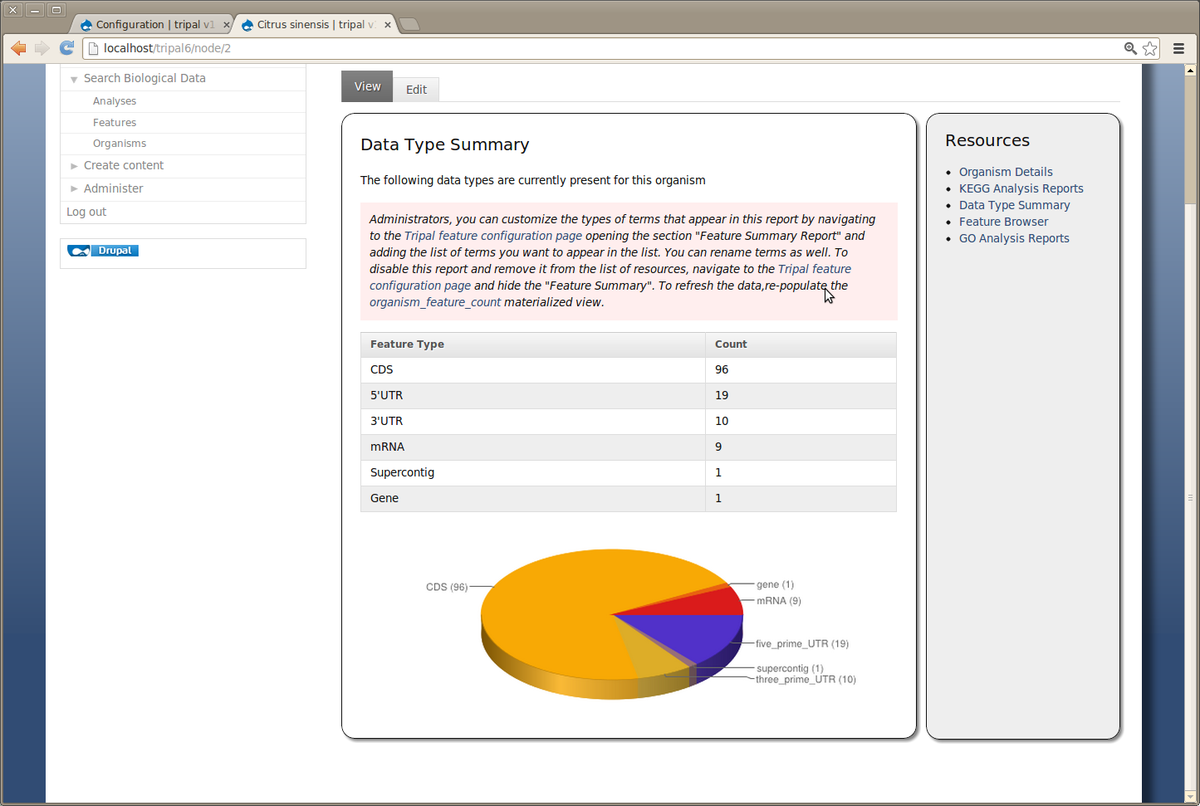 Configuration | tripal v1
Citrus sinensis | tripal v
localhost/tripal6/node/2
Search Biological Data
Analyses
Features
Organisms
Create content
Administer
Log out
Drupal
View
Edit
Data Type Summary
The following data types are currently present for this organism
Administrators, you can customize the types of terms that appear in this report by navigating
to the Tripal feature configuration page opening the section "Feature Summary Report" and
adding the list of terms you want to appear in the list. You can rename terms as well. To
disable this report and remove it from the list of resources, navigate to the Tripal feature
configuration page and hide the "Feature Summary". To refresh the data,re-populate the
organism_feature_count materialized view.
Feature Type Count
CDS 96
5'UTR 19
3'UTR 10
mRNA 9
Supercontig 1
Gene 1
CDS (96)
gene (1)
mRNA (9)
five_prime_UTR (19)
supercontig (1)
three_prime_UTR (10)
Resources
Organism Details
KEGG Analysis Reports
Data Type Summary
Feature Browser
GO Analysis Reports